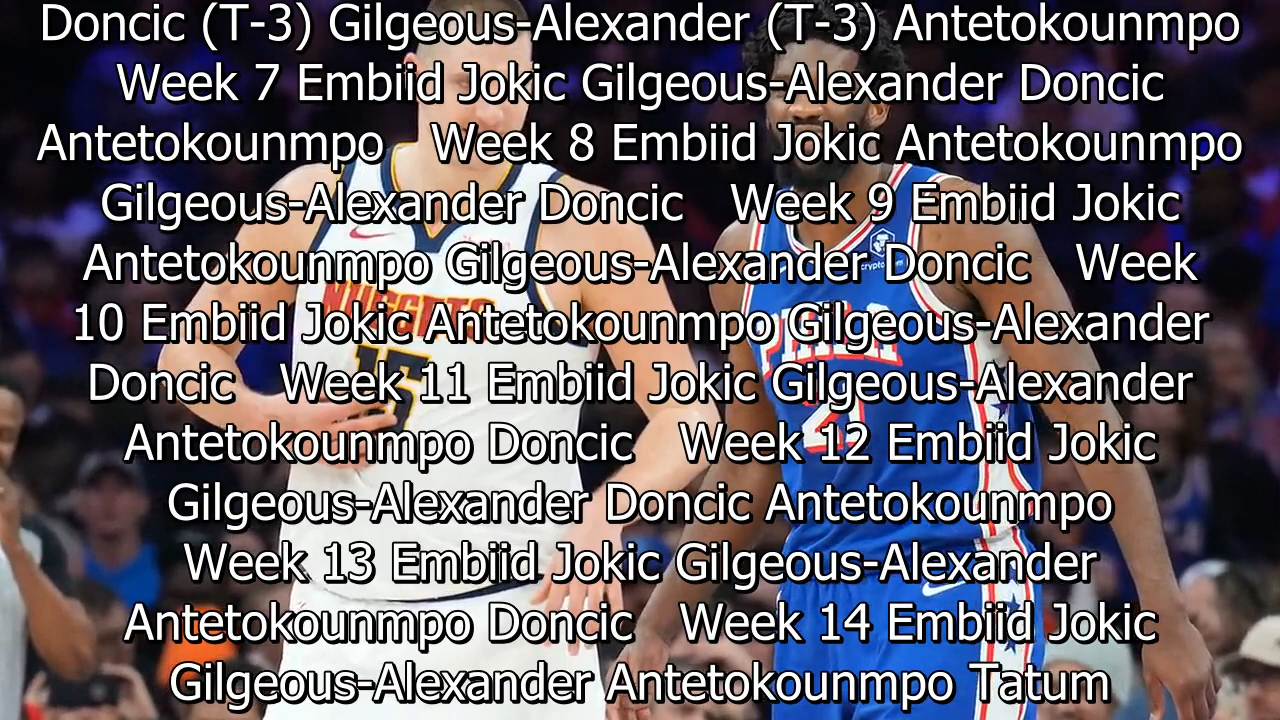 Doncic (T-3) Gilgeous-Alexander (T-3) Antetokounmpo
Week 7 Embiid Jokic Gilgeous-Alexander Doncic
Antetokounmpo Week 8 Embiid Jokic Antetokounmpo
Gilgeous-Alexander Doncic Week 9 Embiid Jokic
Antetokounmpo Gilgeous-Alexander Doncic Week
10 Embiid Jokic Antetokounmpo Gilgeous-Alexander
Doncic Week 11 Embiid Jokic Gilgeous-Alexander
Antetokounmpo Doncic Week 12 Embiid Jokic
Gilgeous-Alexander Doncic Antetokounmpo
Week 13 Embiid Jokic Gilgeous-Alexander
Antetokounmpo Doncic Week 14 Embiid Jokic
Gilgeous-Alexander Antetokounmpo Tatum
NUGGETS
15
21